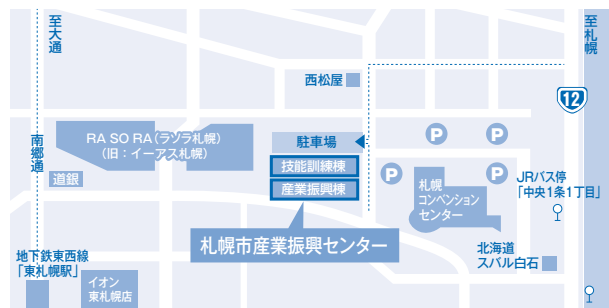 至大通
至札幌
西松屋
12
RA SO RA（ラソラ札幌）
（旧：イーアス札幌）
駐車場
P
P
南郷通
技能訓練棟
P
P
道銀
産業振興棟
札幌
コンベンション
センター
JRバス停
「中央1条1丁目」
札幌市産業振興センター
地下鉄東西線
「東札幌駅」
北海道
スバル白石
イオン
東札幌店